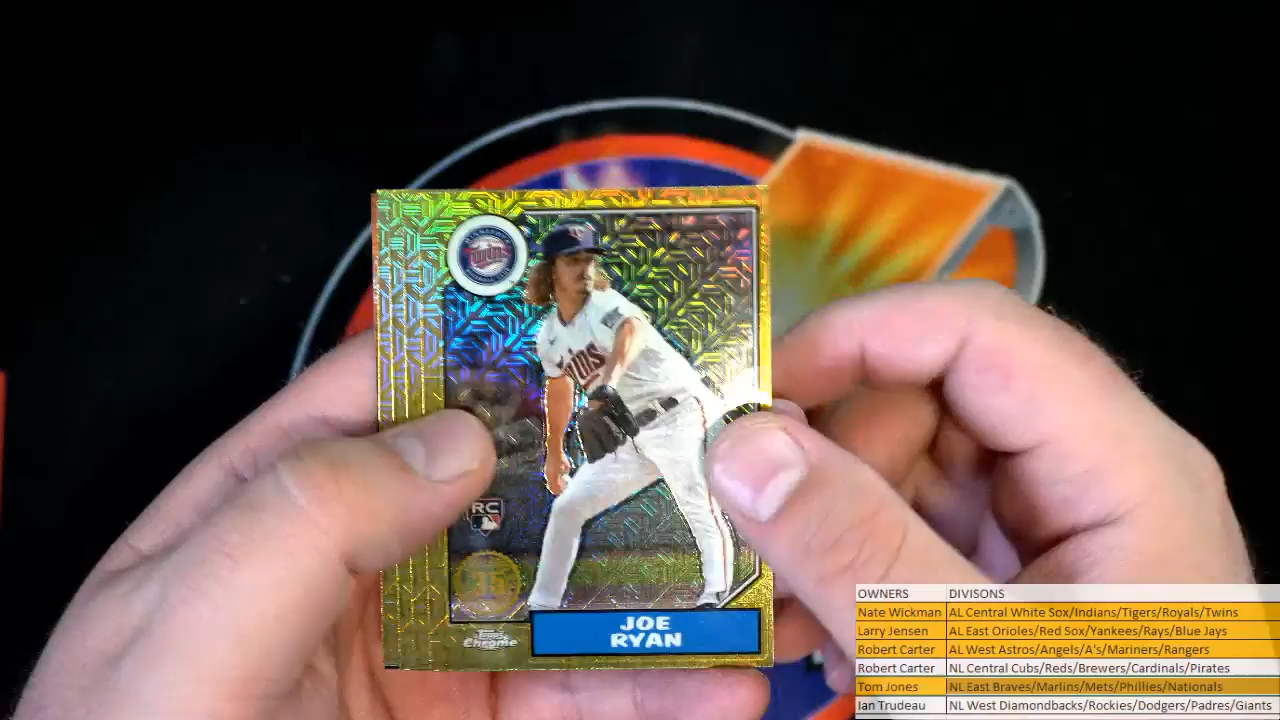 Twins
Twins
RC
Topps
Chrome
JOE
RYAN
OWNERS DIVISONS
Nate Wickman AL Central White Sox/Indians/Tigers/Royals/Twins
Larry Jensen AL East Orioles/Red Sox/Yankees/Rays/Blue Jays
Robert Carter AL West Astros/Angels/A's/Mariners/Rangers
Robert Carter NL Central Cubs/Reds/Brewers/Cardinals/Pirates
Tom Jones NL East Braves/Marlins/Mets/Phillies/Nationals
Ian Trudeau NL West Diamondbacks/Rockies/Dodgers/Padres/Giants